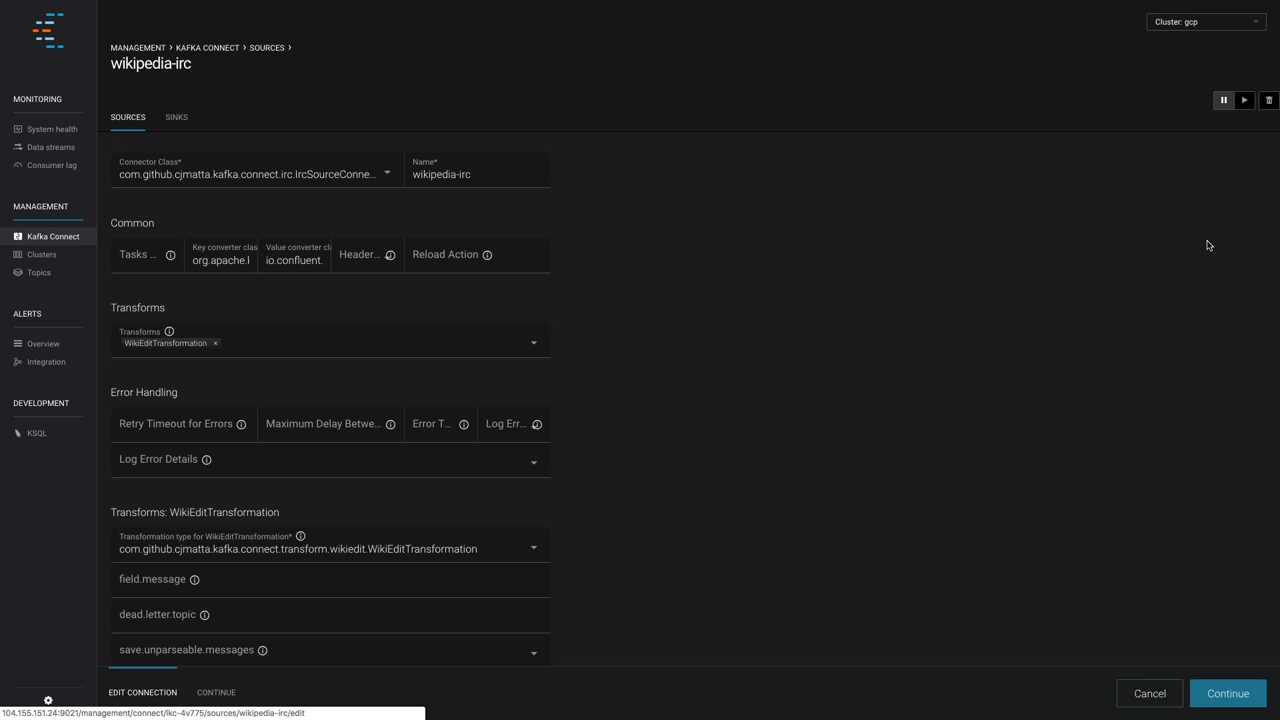 Cluster: gcp
MANAGEMENT › KAFKA CONNECT › SOURCES ›
wikipedia-irc
MONITORING
System health
Data streams
Consumer lag
MANAGEMENT
Kafka Connect
Clusters
Topics
ALERTS
Overview
Integration
DEVELOPMENT
KSQL
SOURCES SINKS
Connector Class* Name*
com.github.cjmatta.kafka.connect.irc.IrcSourceConne... wikipedia-irc
Common
Tasks ... Key converter clas Value converter cla Header... Reload Action
org.apache.k io.confluent.
Transforms
Transforms
WikiEditTransformation ×
Error Handling
Retry Timeout for Errors Maximum Delay Betwe... Error T... Log Err...
Log Error Details
Transforms: WikiEditTransformation
Transformation type for WikiEditTransformation*
com.github.cjmatta.kafka.connect.transform.wikiedit.WikiEditTransformation
field.message
dead.letter.topic
save.unparseable.messages
EDIT CONNECTION CONTINUE
Cancel Continue
104.155.151.24:9021/management/connect/lkc-4v775/sources/wikipedia-irc/edit